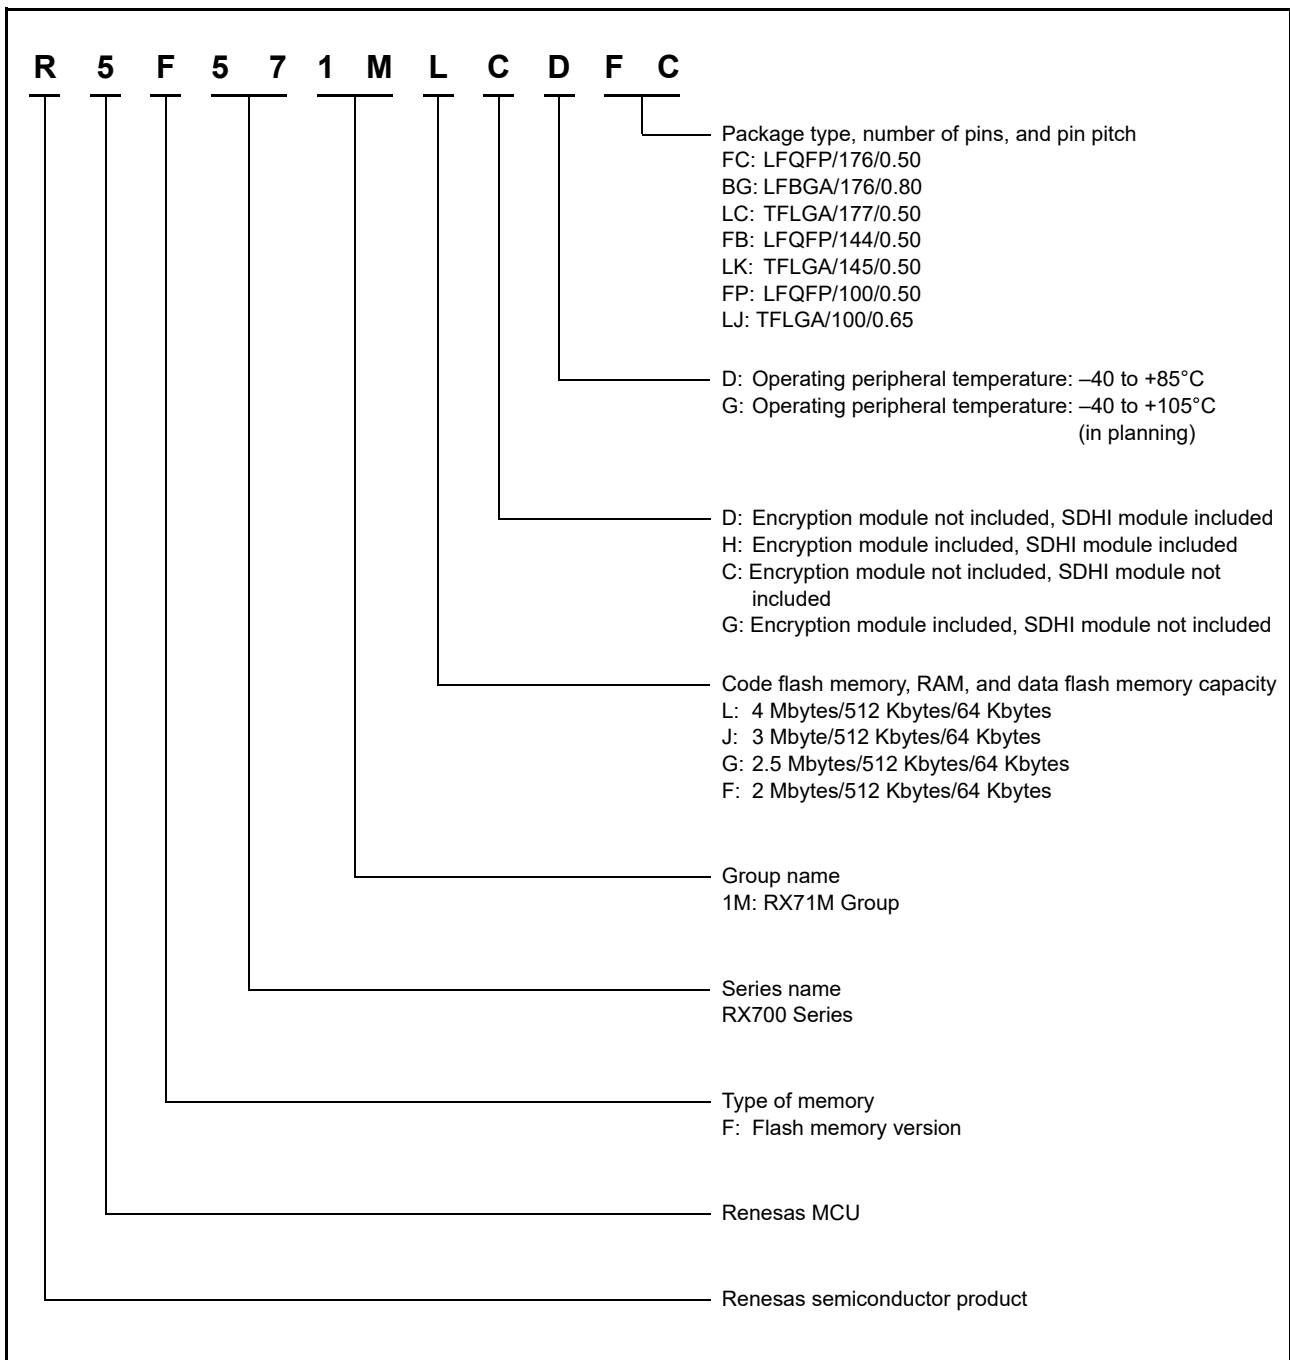 R 5 F 5 7 1 M L C D F C
Package type, number of pins, and pin pitch
FC: LFQFP/176/0.50
BG: LFBGA/176/0.80
LC: TFLGA/177/0.50
FB: LFQFP/144/0.50
LK: TFLGA/145/0.50
FP: LFQFP/100/0.50
LJ: TFLGA/100/0.65
D: Operating peripheral temperature: –40 to +85°C
G: Operating peripheral temperature: –40 to +105°C
(in planning)
D: Encryption module not included, SDHI module included
H: Encryption module included, SDHI module included
C: Encryption module not included, SDHI module not
included
G: Encryption module included, SDHI module not included
Code flash memory, RAM, and data flash memory capacity
L: 4 Mbytes/512 Kbytes/64 Kbytes
J: 3 Mbyte/512 Kbytes/64 Kbytes
G: 2.5 Mbytes/512 Kbytes/64 Kbytes
F: 2 Mbytes/512 Kbytes/64 Kbytes
Group name
1M: RX71M Group
Series name
RX700 Series
Type of memory
F: Flash memory version
Renesas MCU
Renesas semiconductor product